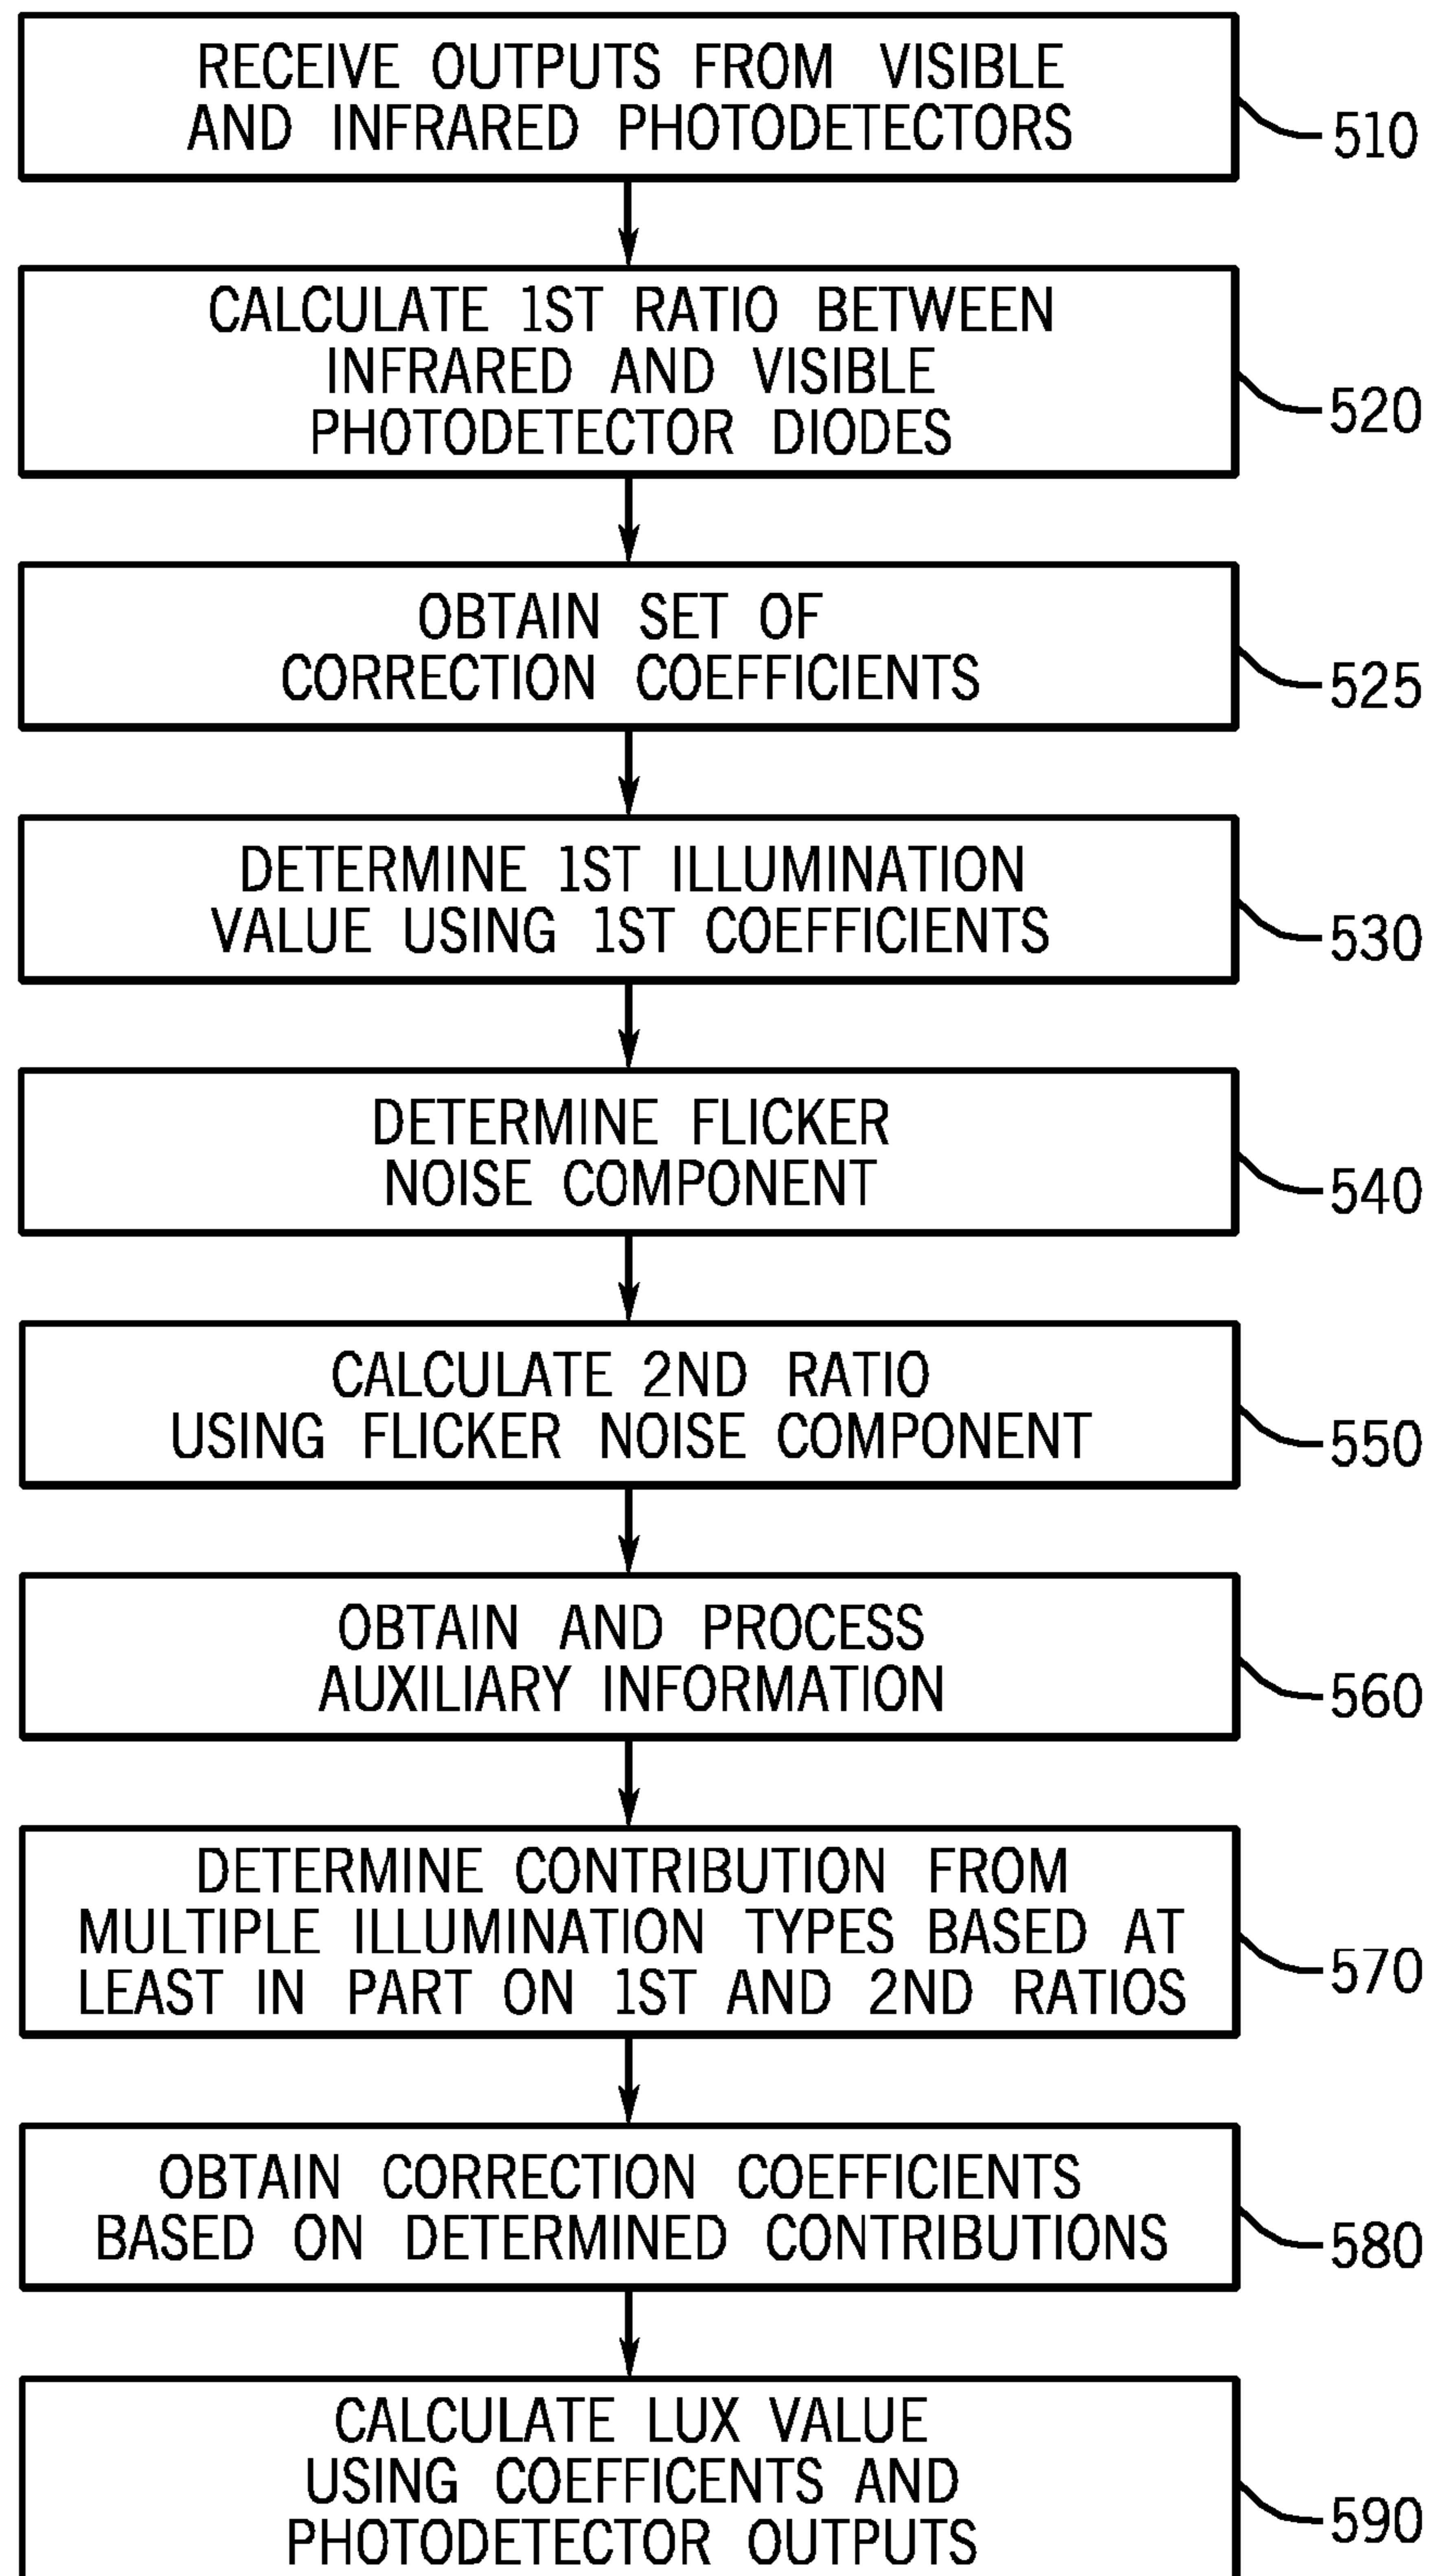 RECEIVE OUTPUTS FROM VISIBLE
AND INFRARED PHOTODETECTORS
510
CALCULATE 1ST RATIO BETWEEN
INFRARED AND VISIBLE
PHOTODETECTOR DIODES
520
OBTAIN SET OF
CORRECTION COEFFICIENTS
525
DETERMINE 1ST ILLUMINATION
VALUE USING 1ST COEFFICIENTS
530
DETERMINE FLICKER
NOISE COMPONENT
540
CALCULATE 2ND RATIO
USING FLICKER NOISE COMPONENT
550
OBTAIN AND PROCESS
AUXILIARY INFORMATION
560
DETERMINE CONTRIBUTION FROM
MULTIPLE ILLUMINATION TYPES BASED AT
LEAST IN PART ON 1ST AND 2ND RATIOS
570
OBTAIN CORRECTION COEFFICIENTS
BASED ON DETERMINED CONTRIBUTIONS
580
CALCULATE LUX VALUE
USING COEFFICENTS AND
PHOTODETECTOR OUTPUTS
590